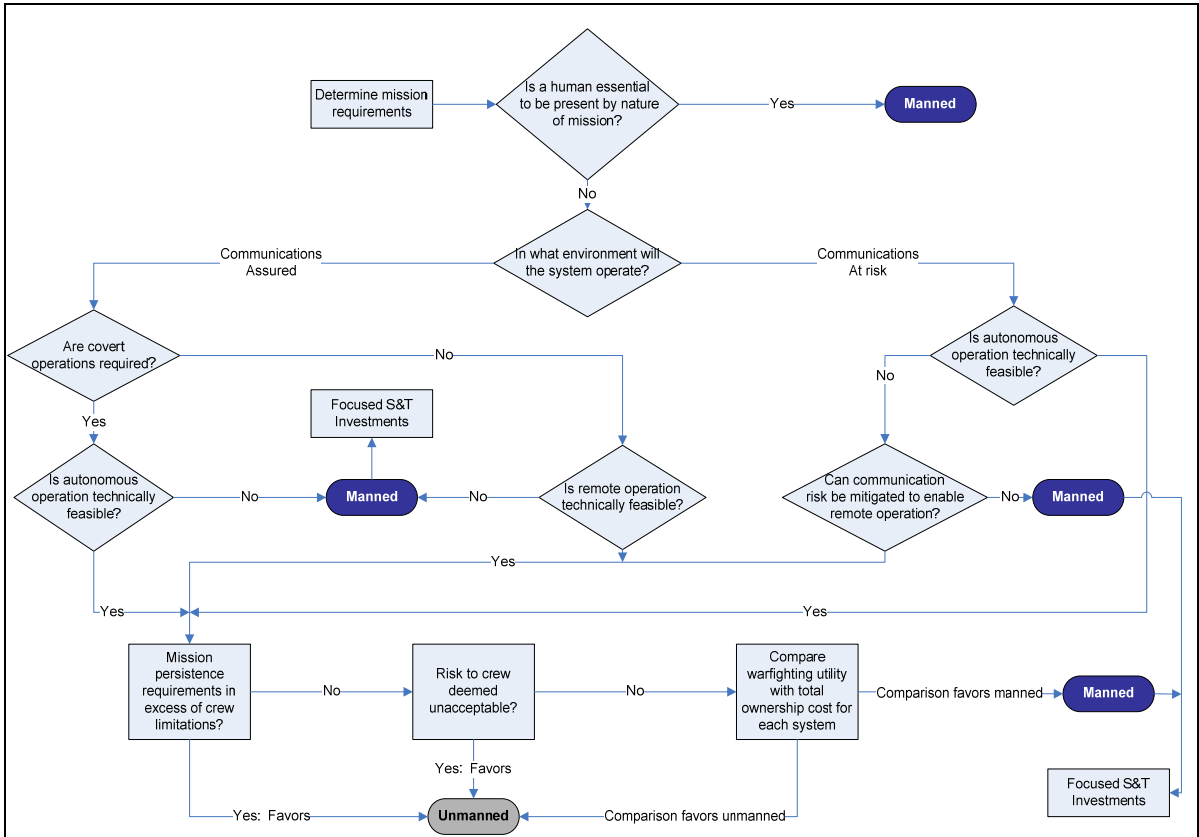 Determine mission
requirements
Is a human essential
to be present by nature
of mission?
Yes
Manned
No
In what environment will
the system operate?
Communications
Assured
Communications
At risk
Are covert
operations required?
No
Is autonomous
operation technically
feasible?
No
Yes
Focused S&T
Investments
Is autonomous
operation technically
feasible?
No
Manned
No
Is remote operation
technically feasible?
Can communication
risk be mitigated to enable
remote operation?
No
Manned
Yes
Yes
Yes
Mission
persistence
requirements in
excess of crew
limitations?
No
Risk to crew
deemed
unacceptable?
No
Compare
warfighting utility
with total
ownership cost for
each system
Comparison favors manned
Manned
Yes: Favors
Yes: Favors
Unmanned
Comparison favors unmanned
Focused S&T
Investments